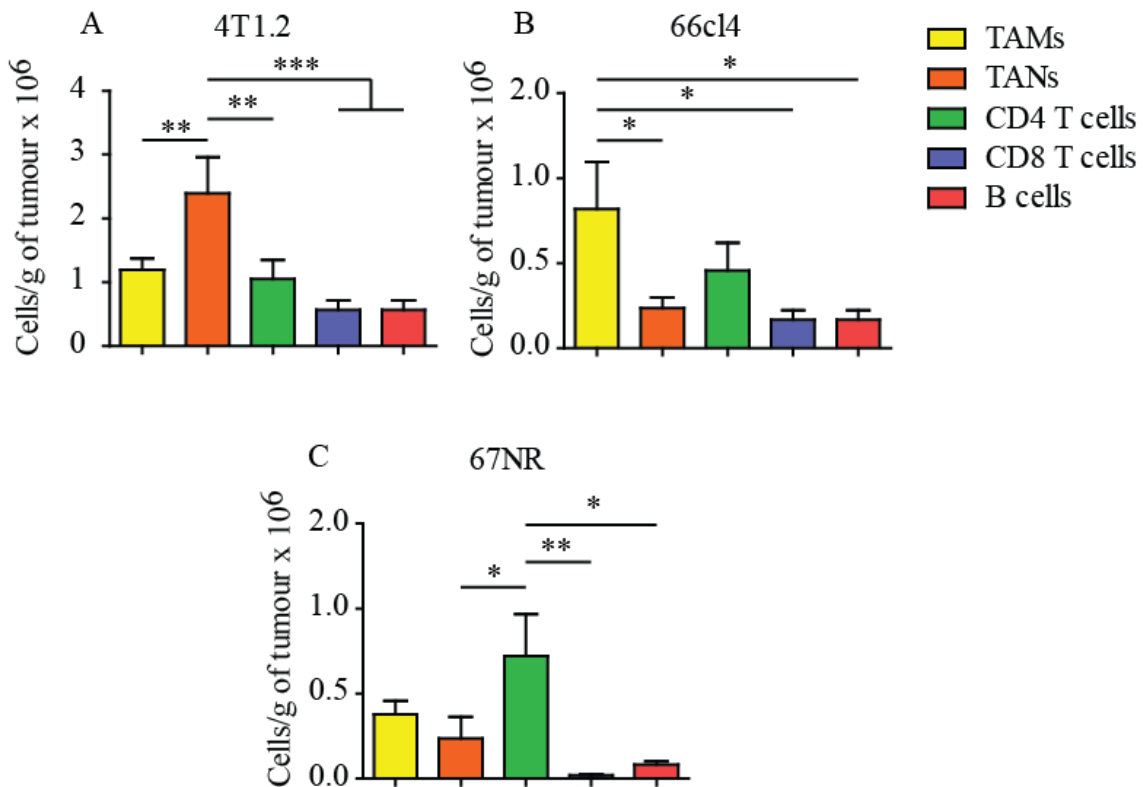 A 4T1.2
Cells/g of tumour x 10⁶
4
3
2
1
0
**
**
***
B 66cl4
Cells/g of tumour x 10⁶
2.0
1.0
0.5
0.0
*
*
*
TAMs
TANs
CD4 T cells
CD8 T cells
B cells
C 67NR
Cells/g of tumour x 10⁶
2.0
1.0
0.5
0.0
*
**
*